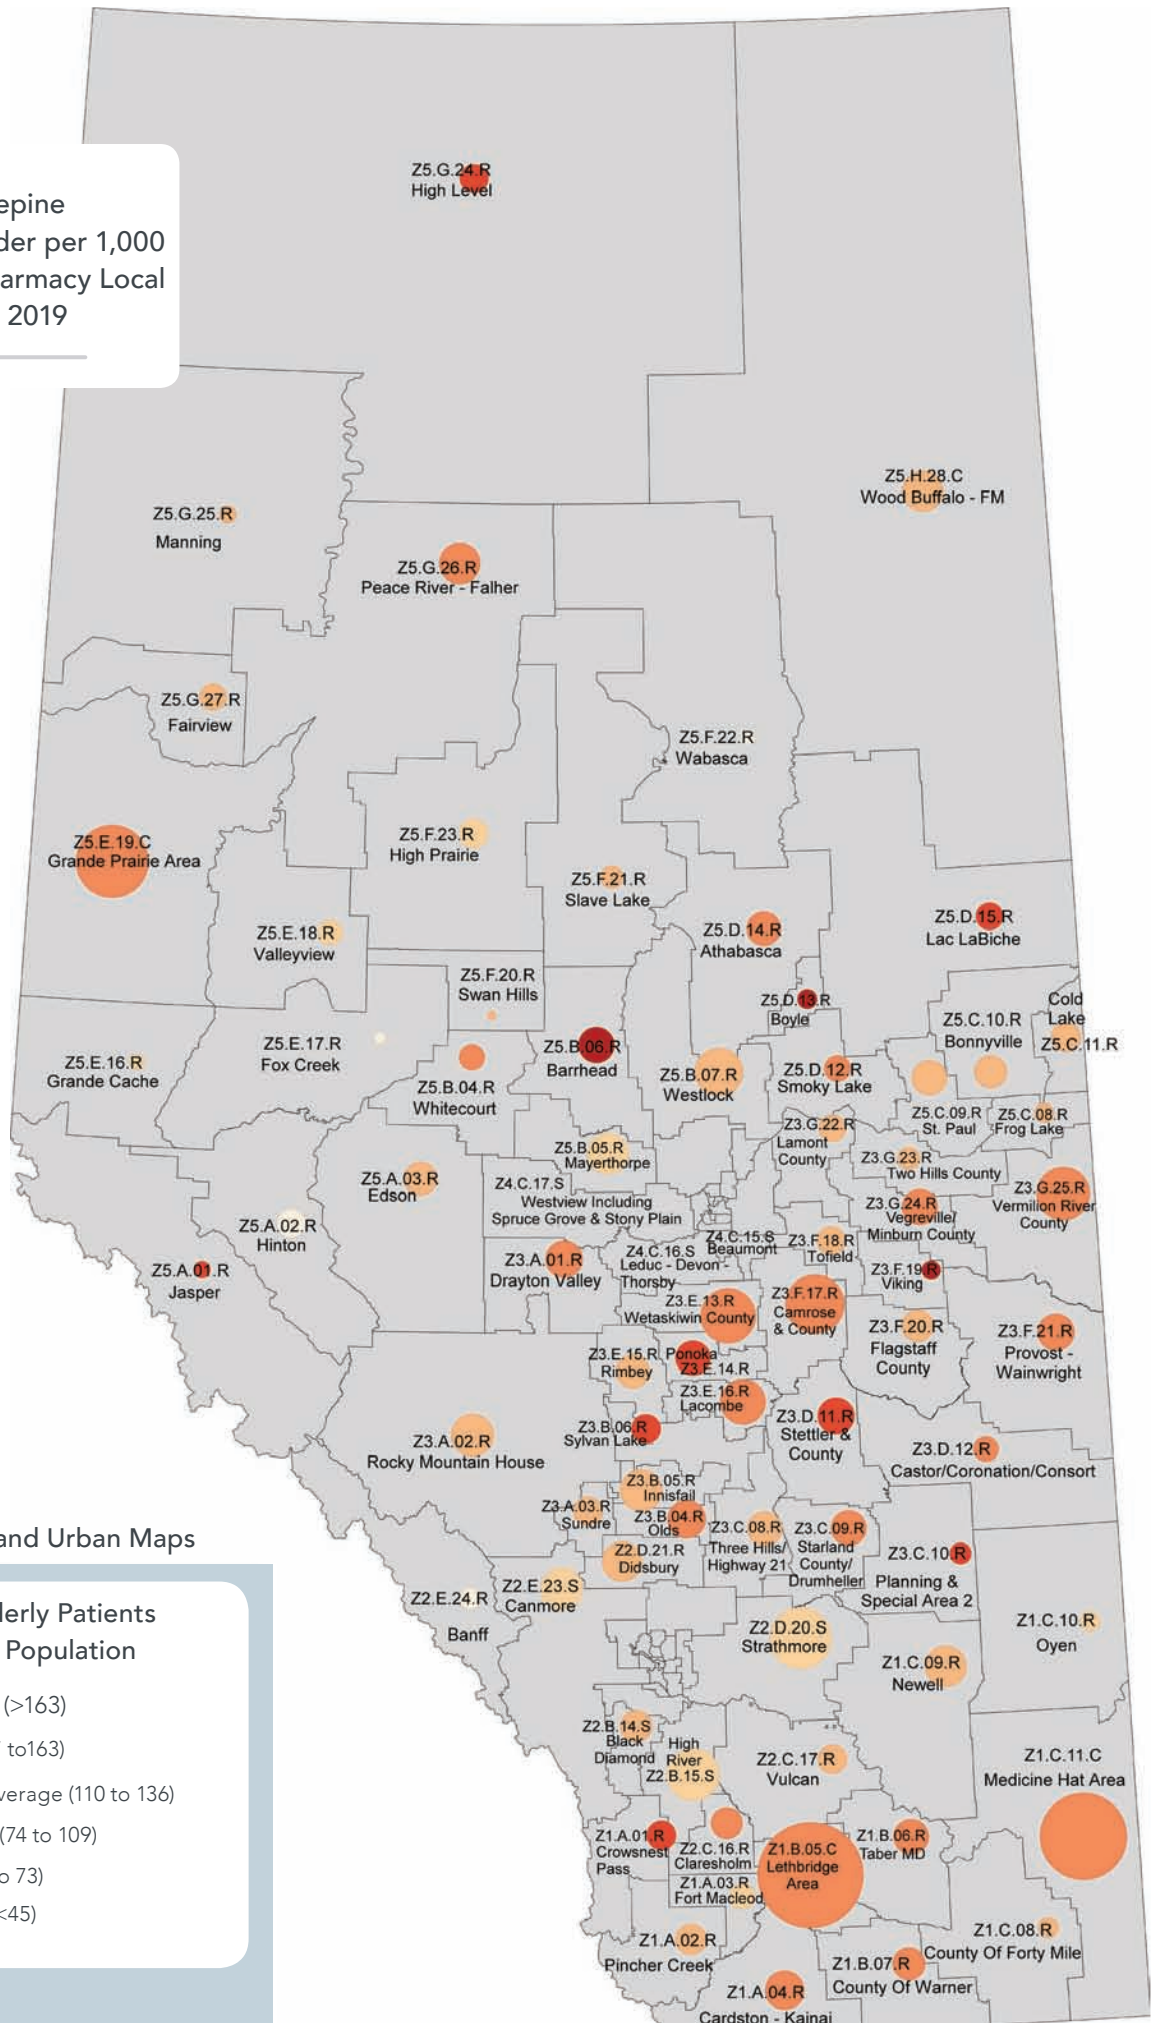 Z5.G.24.R
High Level
epine
der per 1,000
armacy Local
2019
Z5.H.28.C
Wood Buffalo - FM
Z5.G.25.R
Manning
Z5.G.26.R
Peace River - Falher
Z5.G.27.R
Fairview
Z5.F.22.R
Wabasca
Z5.E.19.C
Grande Prairie Area
Z5.F.23.R
High Prairie
Z5.F.21.R
Slave Lake
Z5.E.18.R
Valleyview
Z5.D.14.R
Athabasca
Z5.D.15.R
Lac LaBiche
Z5.F.20.R
Swan Hills
Z5.D.13.R
Boyle
Cold
Lake
Z5.C.11.R
Z5.C.10.R
Bonnyville
Z5.E.16.R
Grande Cache
Z5.E.17.R
Fox Creek
Z5.B.04.R
Whitecourt
Z5.B.06.R
Barrhead
Z5.B.07.R
Westlock
Z5.D.12.R
Smoky Lake
Z5.C.09.R
St. Paul
Z5.C.08.R
Frog Lake
Z3.G.22.R
Lamont
County
Z5.B.05.R
Mayerthorpe
Z3.G.23.R
Two Hills County
Z5.A.03.R
Edson
Z4.C.17.S
Westview Including
Spruce Grove & Stony Plain
Z3.G.24.R
Vegreville/
Minburn County
Z3.G.25.R
Vermilion River
County
Z5.A.02.R
Hinton
Z4.C.15.S
Beaumont
Z4.C.16.S
Leduc - Devon -
Thorsby
Z3.F.18.R
Tofield
Z5.A.01.R
Jasper
Z3.A.01.R
Drayton Valley
Z3.F.19.R
Viking
Z3.E.13.R
Wetaskiwin County
Z3.F.17.R
Camrose
& County
Z3.F.20.R
Flagstaff
County
Z3.F.21.R
Provost -
Wainwright
Z3.E.15.R
Rimbey
Ponoka
Z3.E.14.R
Z3.E.16.R
Lacombe
Z3.A.02.R
Rocky Mountain House
Z3.B.06.R
Sylvan Lake
Z3.D.11.R
Stettler &
County
Z3.D.12.R
Castor/Coronation/Consort
Z3.B.05.R
Innisfail
Z3.A.03.R
Sundre
Z3.B.04.R
Olds
Z3.C.08.R
Three Hills/
Highway 21
Z3.C.09.R
Starland
County/
Drumheller
Z3.C.10.R
Planning &
Special Area 2
Z2.D.21.R
Didsbury
and Urban Maps
Z2.E.24.R
Banff
Z2.E.23.S
Canmore
Z2.D.20.S
Strathmore
Z1.C.10.R
Oyen
Z1.C.09.R
Newell
derly Patients
Population
(>163)
to163)
verage (110 to 136)
(74 to 109)
o 73)
<45)
Z2.B.14.S
Black
Diamond
High
River
Z2.B.15.S
Z2.C.17.R
Vulcan
Z1.C.11.C
Medicine Hat Area
Z1.A.01.R
Crowsnest
Pass
Z2.C.16.R
Claresholm
Z1.B.05.C
Lethbridge
Area
Z1.B.06.R
Taber MD
Z1.A.03.R
Fort Macleod
Z1.A.02.R
Pincher Creek
Z1.C.08.R
County Of Forty Mile
Z1.B.07.R
County Of Warner
Z1.A.04.R
Cardston - Kainai